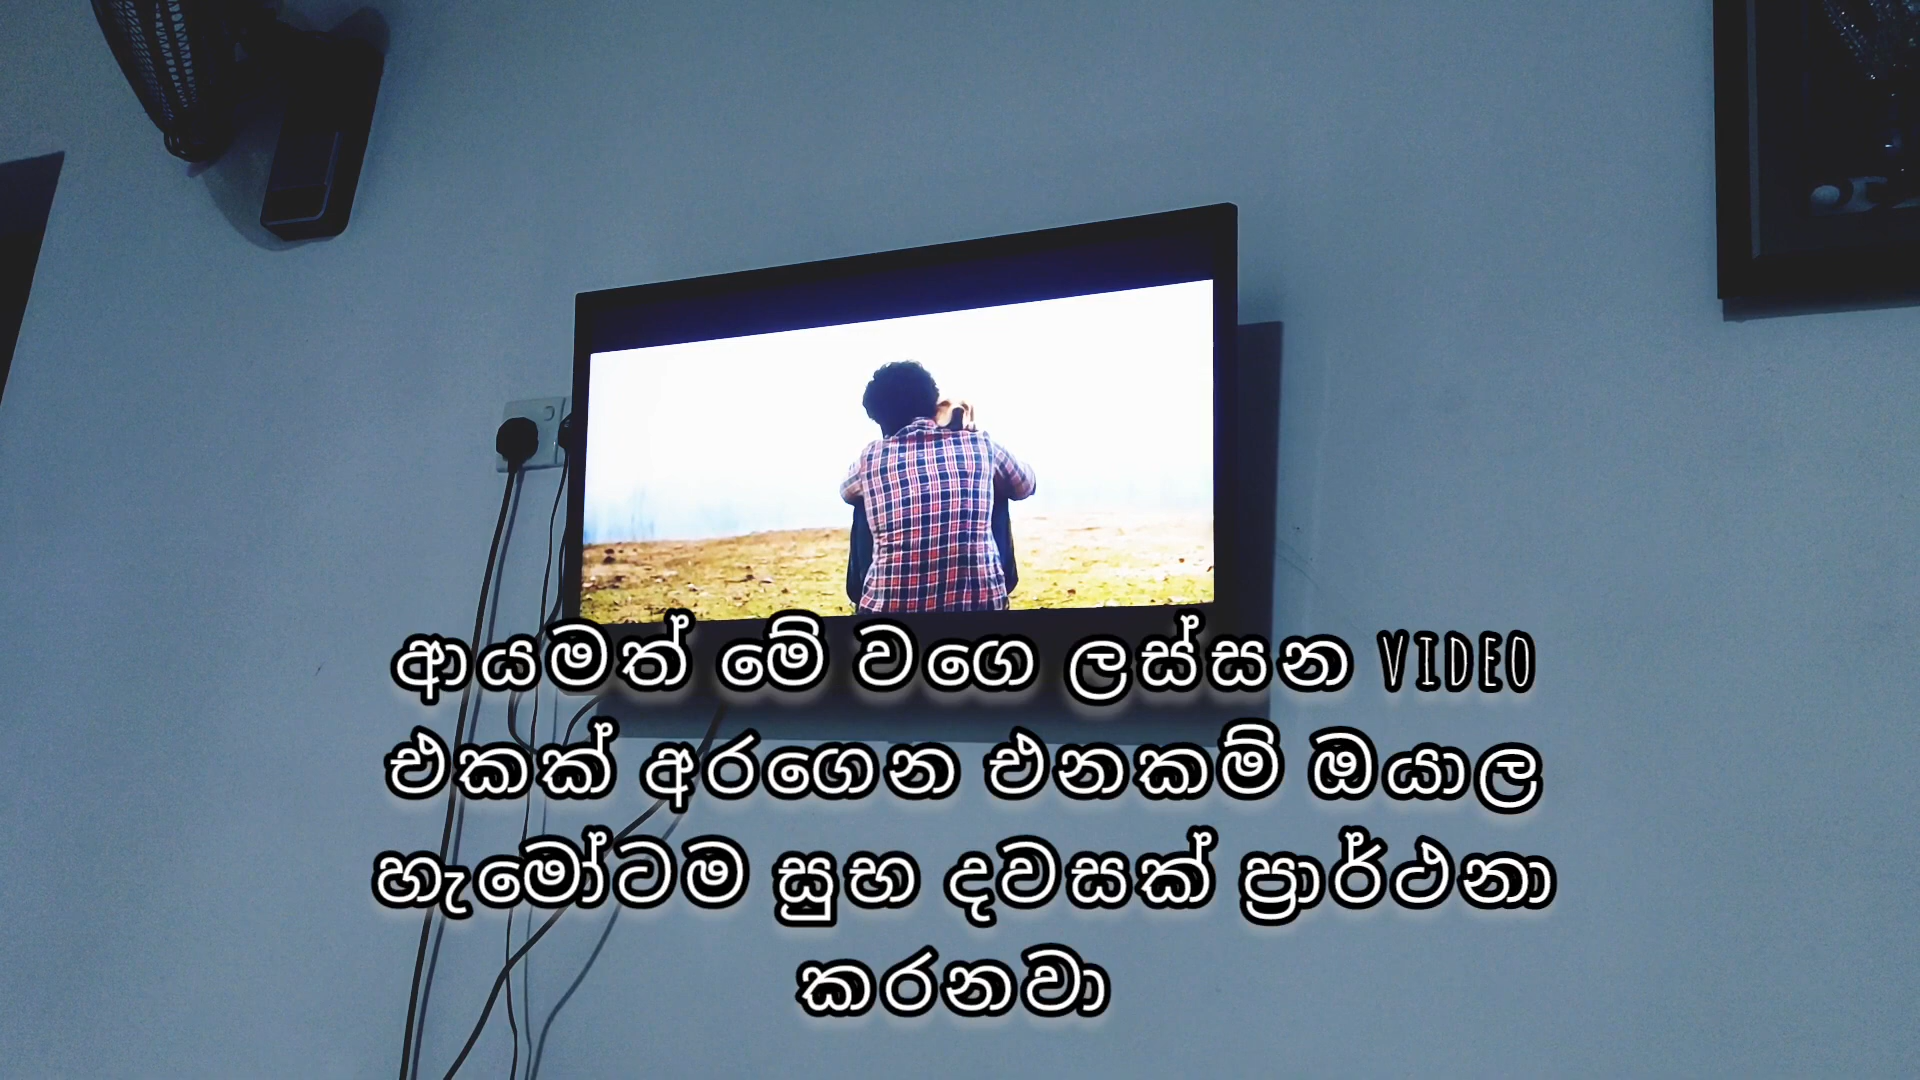 ආයමත් මේ වගෙ ලස්සන VIDEO
එකක් අරගෙන එනකම් ඔයාල
හැමෝටම සුභ දවසක් ප්‍රාර්ථනා
කරනවා